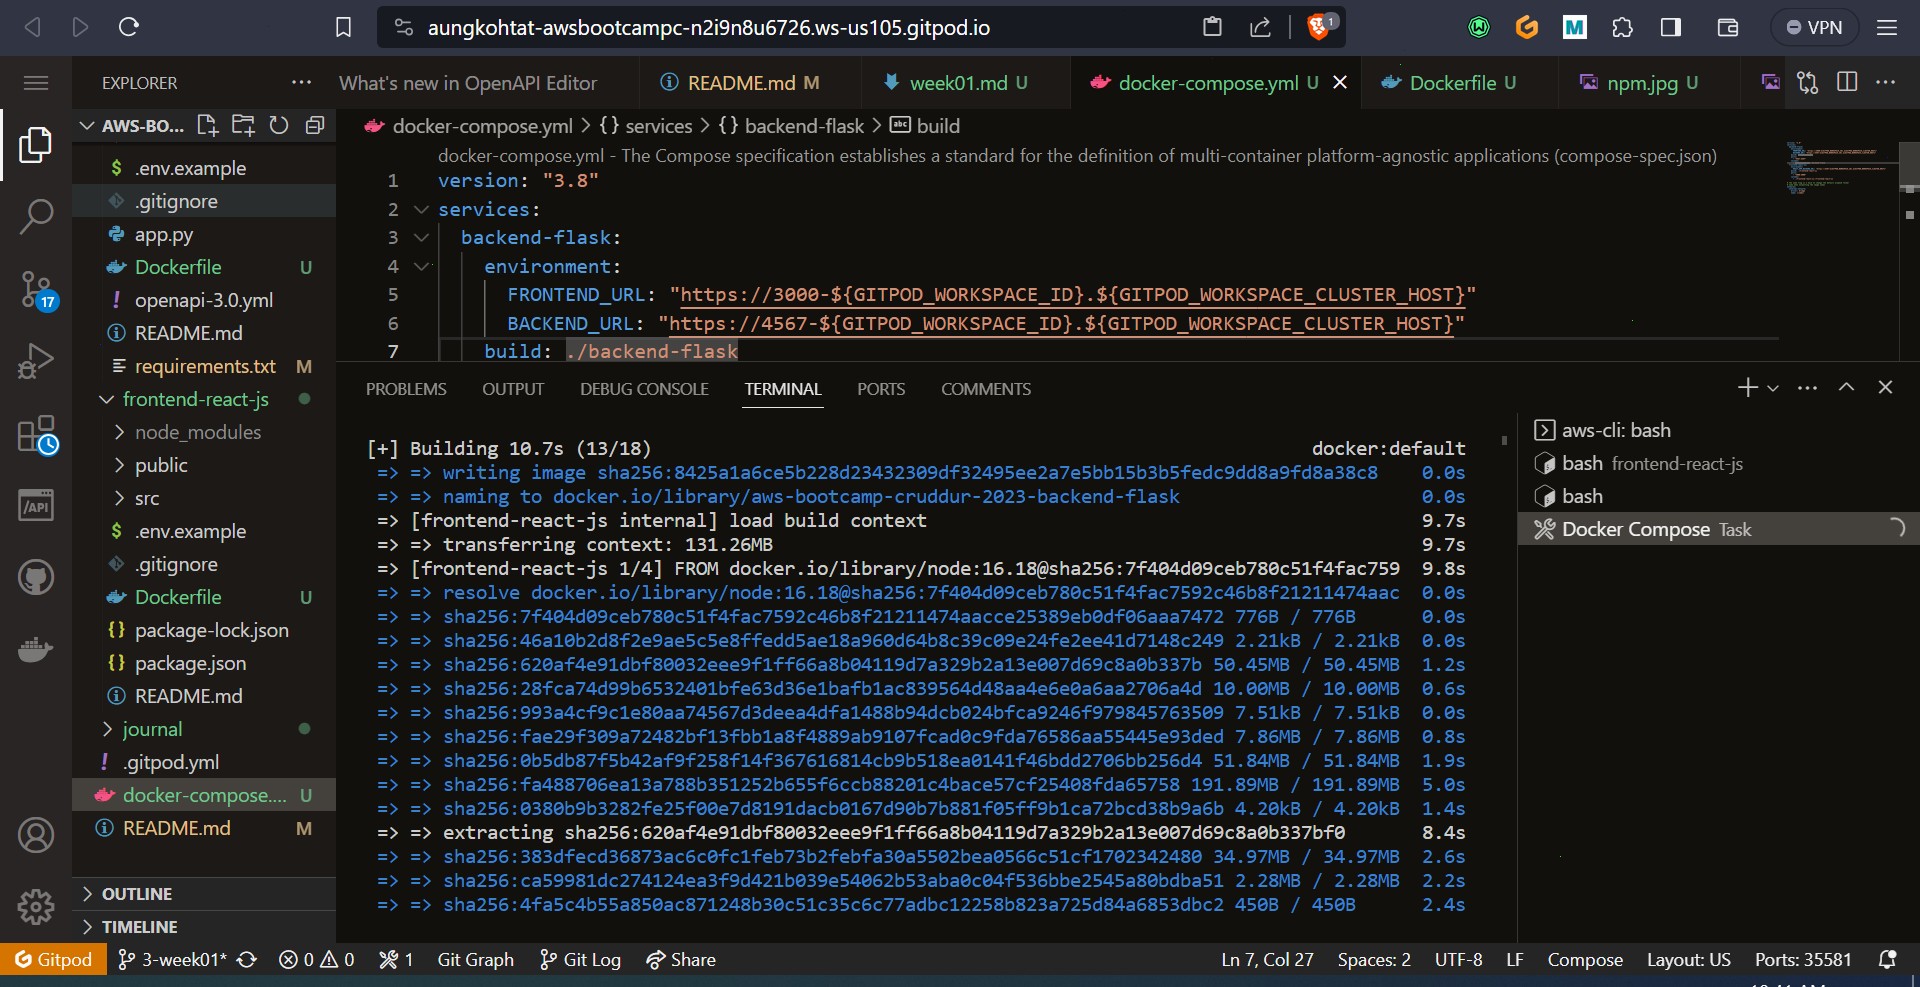 aungkohtat-awsbootcampc-n2i9n8u6726.ws-us105.gitpod.io
1
VPN
EXPLORER
What's new in OpenAPI Editor
README.md M
week01.md U
docker-compose.yml U
Dockerfile U
npm.jpg U
AWS-BO...
docker-compose.yml > {} services > {} backend-flask > abc build
.env.example
.gitignore
app.py
Dockerfile U
openapi-3.0.yml
README.md
requirements.txt M
frontend-react-js
node_modules
public
src
.env.example
.gitignore
Dockerfile U
package-lock.json
package.json
README.md
journal
.gitpod.yml
docker-compose.... U
README.md M
OUTLINE
TIMELINE
17
/API
docker-compose.yml - The Compose specification establishes a standard for the definition of multi-container platform-agnostic applications (compose-spec.json)
1 version: "3.8"
2 services:
3 backend-flask:
4 environment:
5 FRONTEND_URL: "https://3000-${GITPOD_WORKSPACE_ID}.${GITPOD_WORKSPACE_CLUSTER_HOST}"
6 BACKEND_URL: "https://4567-${GITPOD_WORKSPACE_ID}.${GITPOD_WORKSPACE_CLUSTER_HOST}"
7 build: ./backend-flask
PROBLEMS OUTPUT DEBUG CONSOLE TERMINAL PORTS COMMENTS
[+] Building 10.7s (13/18) docker:default
=> => writing image sha256:8425a1a6ce5b228d23432309df32495ee2a7e5bb15b3b5fedc9dd8a9fd8a38c8 0.0s
=> => naming to docker.io/library/aws-bootcamp-cruddur-2023-backend-flask 0.0s
=> [frontend-react-js internal] load build context 9.7s
=> => transferring context: 131.26MB 9.7s
=> [frontend-react-js 1/4] FROM docker.io/library/node:16.18@sha256:7f404d09ceb780c51f4fac759 9.8s
=> => resolve docker.io/library/node:16.18@sha256:7f404d09ceb780c51f4fac7592c46b8f21211474aac 0.0s
=> => sha256:7f404d09ceb780c51f4fac7592c46b8f21211474aacce25389eb0df06aaa7472 776B / 776B 0.0s
=> => sha256:46a10b2d8f2e9ae5c5e8ffedd5ae18a960d64b8c39c09e24fe2ee41d7148c249 2.21kB / 2.21kB 0.0s
=> => sha256:620af4e91dbf80032eee9f1ff66a8b04119d7a329b2a13e007d69c8a0b337b 50.45MB / 50.45MB 1.2s
=> => sha256:28fca74d99b6532401bfe63d36e1bafb1ac839564d48aa4e6e0a6aa2706a4d 10.00MB / 10.00MB 0.6s
=> => sha256:993a4cf9c1e80aa74567d3deea4dfa1488b94dcb024bfca9246f979845763509 7.51kB / 7.51kB 0.0s
=> => sha256:fae29f309a72482bf13fbb1a8f4889ab9107fcad0c9fda76586aa55445e93ded 7.86MB / 7.86MB 0.8s
=> => sha256:0b5db87f5b42af9f258f14f367616814cb9b518ea0141f46bdd2706bb256d4 51.84MB / 51.84MB 1.9s
=> => sha256:fa488706ea13a788b351252b655f6ccb88201c4bace57cf25408fda65758 191.89MB / 191.89MB 5.0s
=> => sha256:0380b9b3282fe25f00e7d8191dacb0167d90b7b881f05ff9b1ca72bcd38b9a6b 4.20kB / 4.20kB 1.4s
=> => extracting sha256:620af4e91dbf80032eee9f1ff66a8b04119d7a329b2a13e007d69c8a0b337bf0 8.4s
=> => sha256:383dfecd36873ac6c0fc1feb73b2febfa30a5502bea0566c51cf1702342480 34.97MB / 34.97MB 2.6s
=> => sha256:ca59981dc274124ea3f9d421b039e54062b53aba0c04f536bbe2545a80bdba51 2.28MB / 2.28MB 2.2s
=> => sha256:4fa5c4b55a850ac871248b30c51c35c6c77adbc12258b823a725d84a6853dbc2 450B / 450B 2.4s
aws-cli: bash
bash frontend-react-js
bash
Docker Compose Task
Gitpod 3-week01* 0 0 1 Git Graph Git Log Share Ln 7, Col 27 Spaces: 2 UTF-8 LF Compose Layout: US Ports: 35581